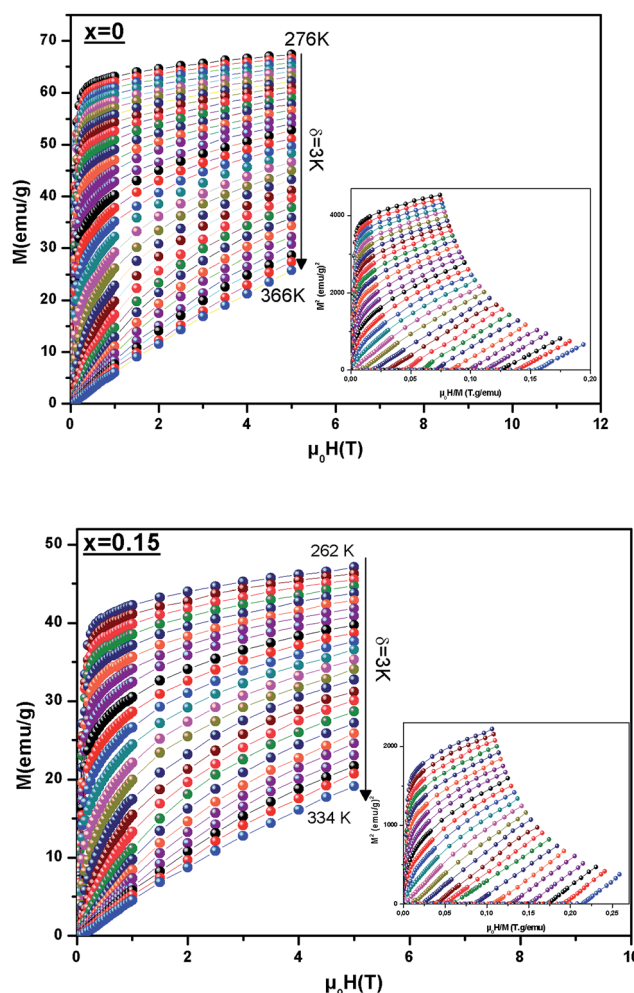 x=0
276K
δ=3K
366K
M(emu/g)
70
60
50
40
30
20
10
0
0 2 4 6 8 10 12
μ₀H(T)
M² (emu/g)²
4000
2000
0
0,00 0,05 0,10 0,15 0,20
μ₀H/M (T.g/emu)
x=0.15
262 K
δ=3K
334 K
M(emu/g)
50
40
30
20
10
0
0 2 4 6 8 10
μ₀H(T)
M² (emu/g)²
2000
1000
0
0,00 0,05 0,10 0,15 0,20 0,25
μ₀H/M (T.g/emu)